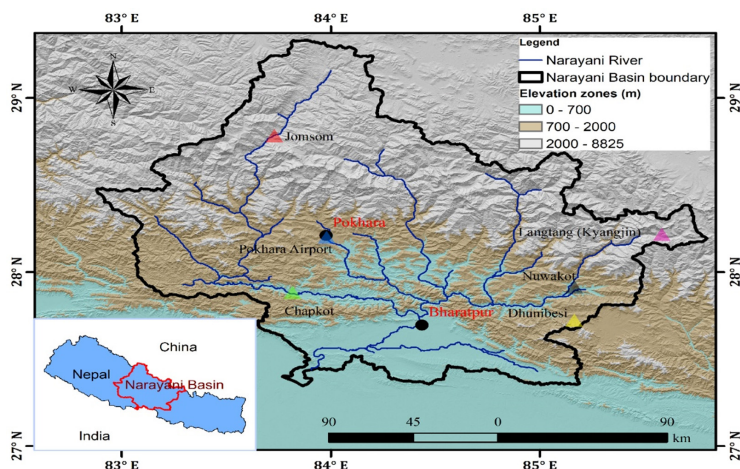 83° E 84° E 85° E
N
W E
S
29° N
28° N
27° N
Legend
Narayani River
Narayani Basin boundary
Elevation zones (m)
0 - 700
700 - 2000
2000 - 8825
29° N
28° N
27° N
Jomsom
Pokhara
Pokhara Airport
Langtang (Kyangjin)
Nuwakot
Chapkot
Bharatpur
Dhunibesi
China
Nepal
Narayani Basin
India
90 45 0 90
km
83° E 84° E 85° E